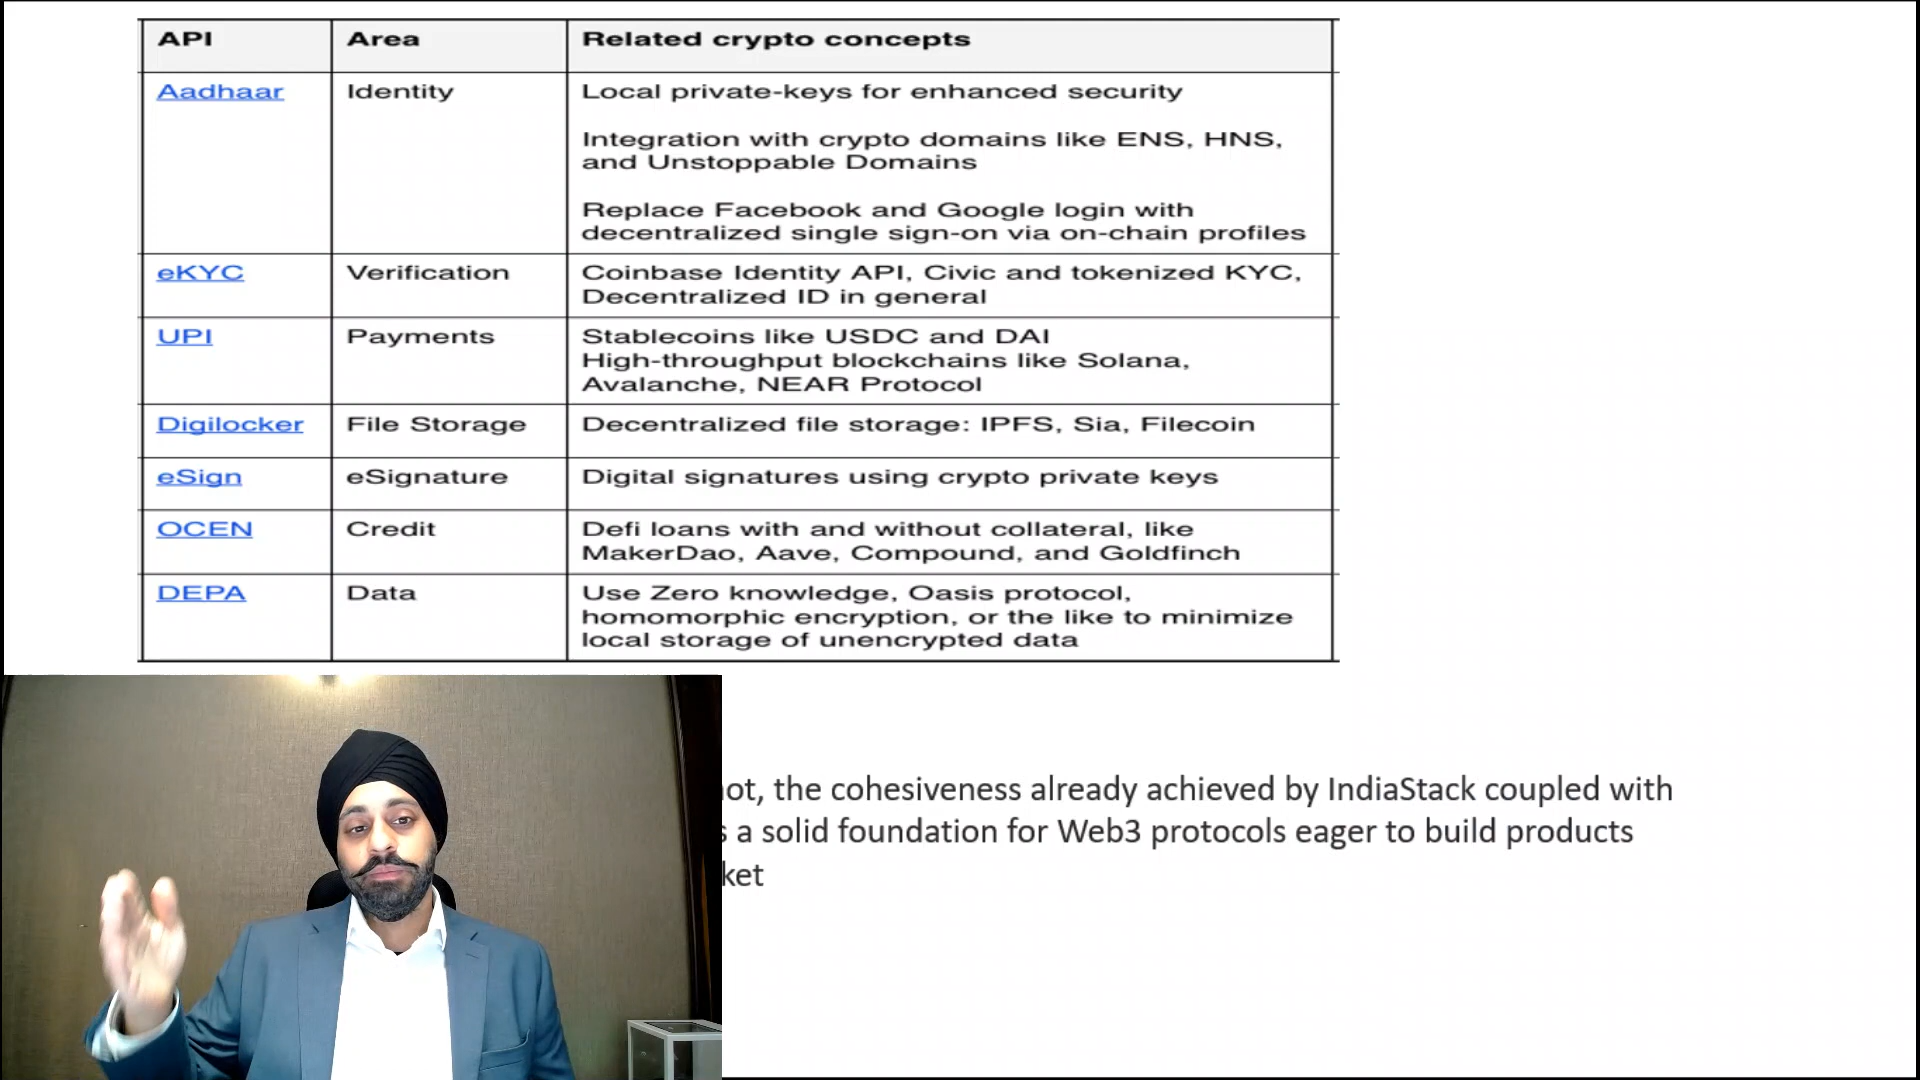 API Area Related crypto concepts
Aadhaar Identity Local private-keys for enhanced security
Integration with crypto domains like ENS, HNS,
and Unstoppable Domains
Replace Facebook and Google login with
decentralized single sign-on via on-chain profiles
eKYC Verification Coinbase Identity API, Civic and tokenized KYC,
Decentralized ID in general
UPI Payments Stablecoins like USDC and DAI
High-throughput blockchains like Solana,
Avalanche, NEAR Protocol
Digilocker File Storage Decentralized file storage: IPFS, Sia, Filecoin
eSign eSignature Digital signatures using crypto private keys
OCEN Credit Defi loans with and without collateral, like
MakerDao, Aave, Compound, and Goldfinch
DEPA Data Use Zero knowledge, Oasis protocol,
homomorphic encryption, or the like to minimize
local storage of unencrypted data
the cohesiveness already achieved by IndiaStack coupled with
a solid foundation for Web3 protocols eager to build products